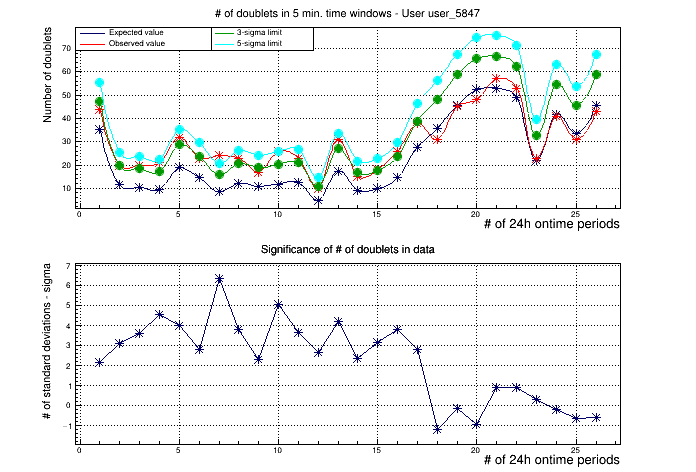 # of doublets in 5 min. time windows - User user_5847
Number of doublets
Expected value
3-sigma limit
Observed value
5-sigma limit
70
60
50
40
30
20
10
0 5 10 15 20 25
# of 24h ontime periods
Significance of # of doublets in data
# of standard deviations - sigma
7
6
5
4
3
2
1
0
−1
0 5 10 15 20 25
# of 24h ontime periods